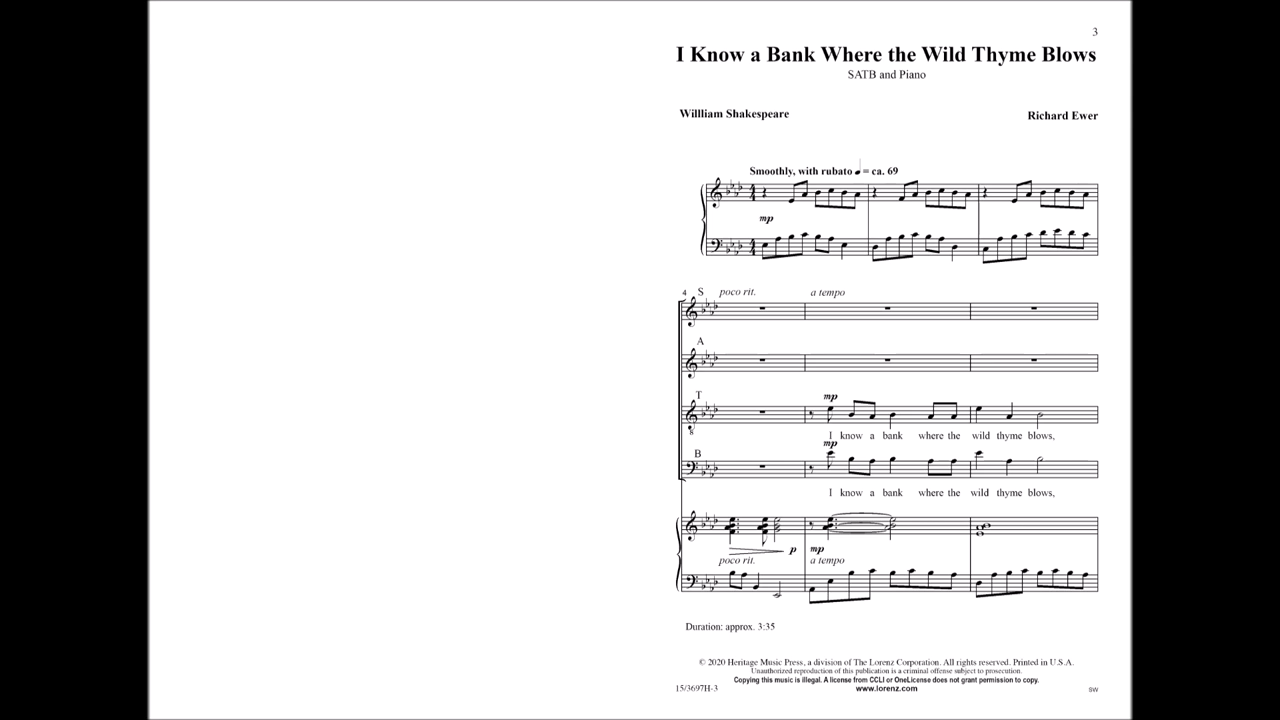 3
I Know a Bank Where the Wild Thyme Blows
SATB and Piano
Willliam Shakespeare
Richard Ewer
Smoothly, with rubato ♩ = ca. 69
mp
4 S poco rit. a tempo
A
T mp
8
I know a bank where the wild thyme blows,
B mp
I know a bank where the wild thyme blows,
p mp
poco rit. a tempo
Duration: approx. 3:35
© 2020 Heritage Music Press, a division of The Lorenz Corporation. All rights reserved. Printed in U.S.A.
Unauthorized reproduction of this publication is a criminal offense subject to prosecution.
Copying this music is illegal. A license from CCLI or OneLicense does not grant permission to copy.
15/3697H-3 www.lorenz.com SW